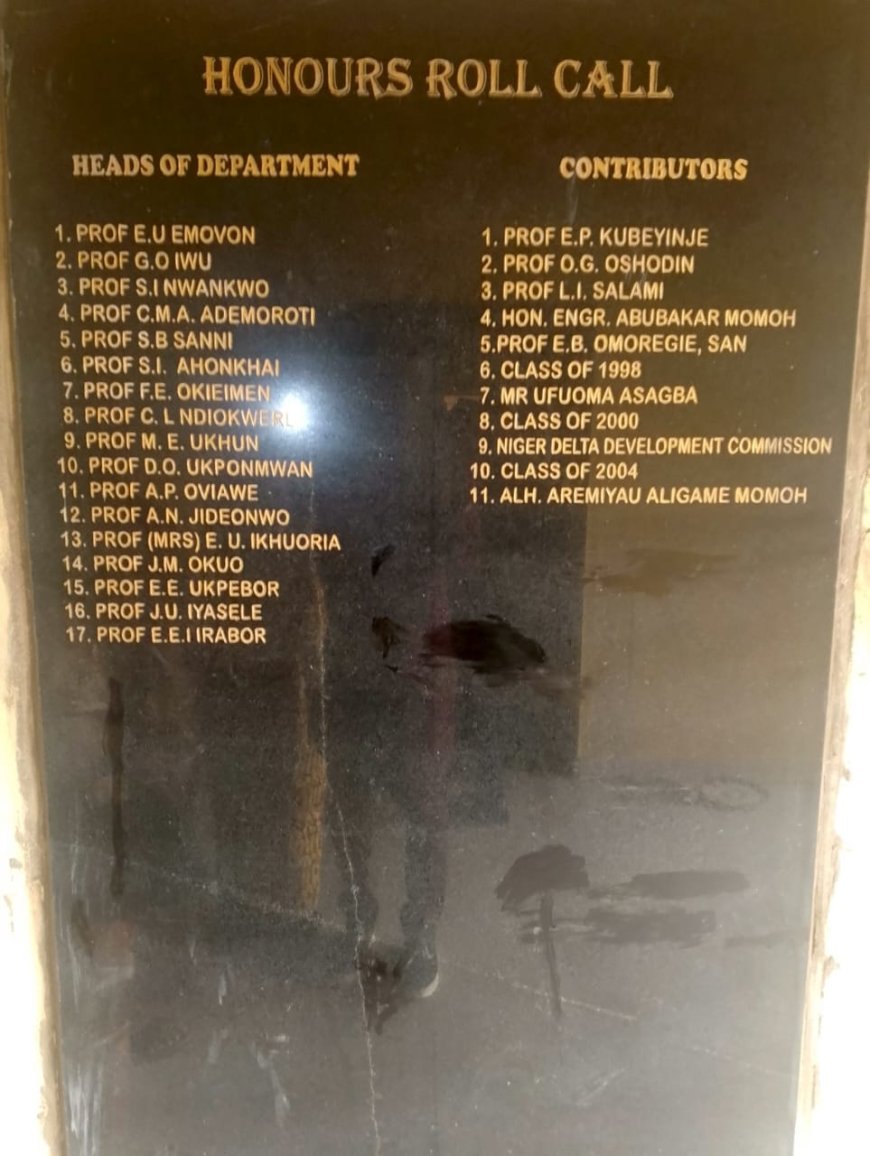 HONOURS ROLL CALL
HEADS OF DEPARTMENT
1. PROF E.U EMOVON
2. PROF G.O IWU
3. PROF S.I NWANKWO
4. PROF C.M.A. ADEMOROTI
5. PROF S.B SANNI
6. PROF S.I. AHONKHAI
7. PROF F.E. OKIEIMEN
8. PROF C. L NDIOKWERE
9. PROF M. E. UKHUN
10. PROF D.O. UKPONMWAN
11. PROF A.P. OVIAWE
12. PROF A.N. JIDEONWO
13. PROF (MRS) E. U. IKHUORIA
14. PROF J.M. OKUO
15. PROF E.E. UKPEBOR
16. PROF J.U. IYASELE
17. PROF E.E.I IRABOR
CONTRIBUTORS
1. PROF E.P. KUBEYINJE
2. PROF O.G. OSHODIN
3. PROF L.I. SALAMI
4. HON. ENGR. ABUBAKAR MOMOH
5.PROF E.B. OMOREGIE, SAN
6. CLASS OF 1998
7. MR UFUOMA ASAGBA
8. CLASS OF 2000
9. NIGER DELTA DEVELOPMENT COMMISSION
10. CLASS OF 2004
11. ALH. AREMIYAU ALIGAME MOMOH